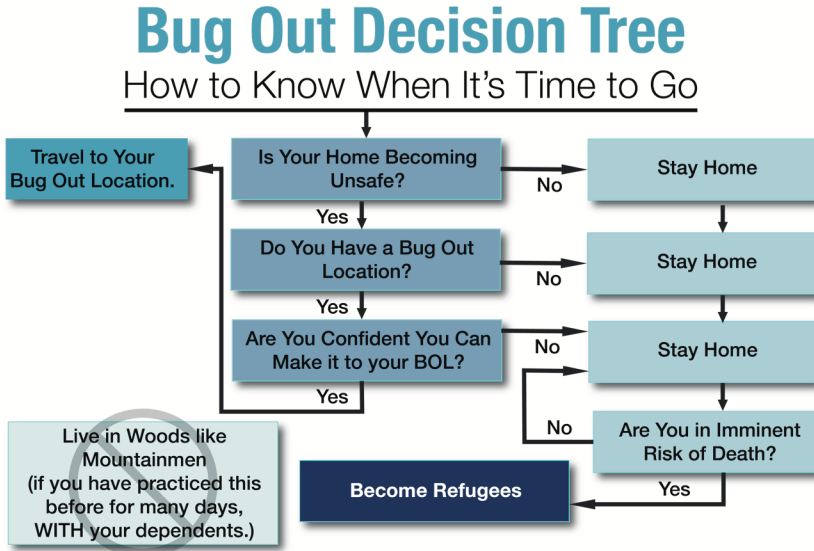 Bug Out Decision Tree
How to Know When It's Time to Go
Travel to Your
Bug Out Location.
Is Your Home Becoming
Unsafe?
No
Stay Home
Yes
Do You Have a Bug Out
Location?
No
Stay Home
Yes
Are You Confident You Can
Make it to your BOL?
No
Stay Home
Yes
Live in Woods like
Mountainmen
(if you have practiced this
before for many days,
WITH your dependents.)
No
Are You in Imminent
Risk of Death?
Become Refugees
Yes